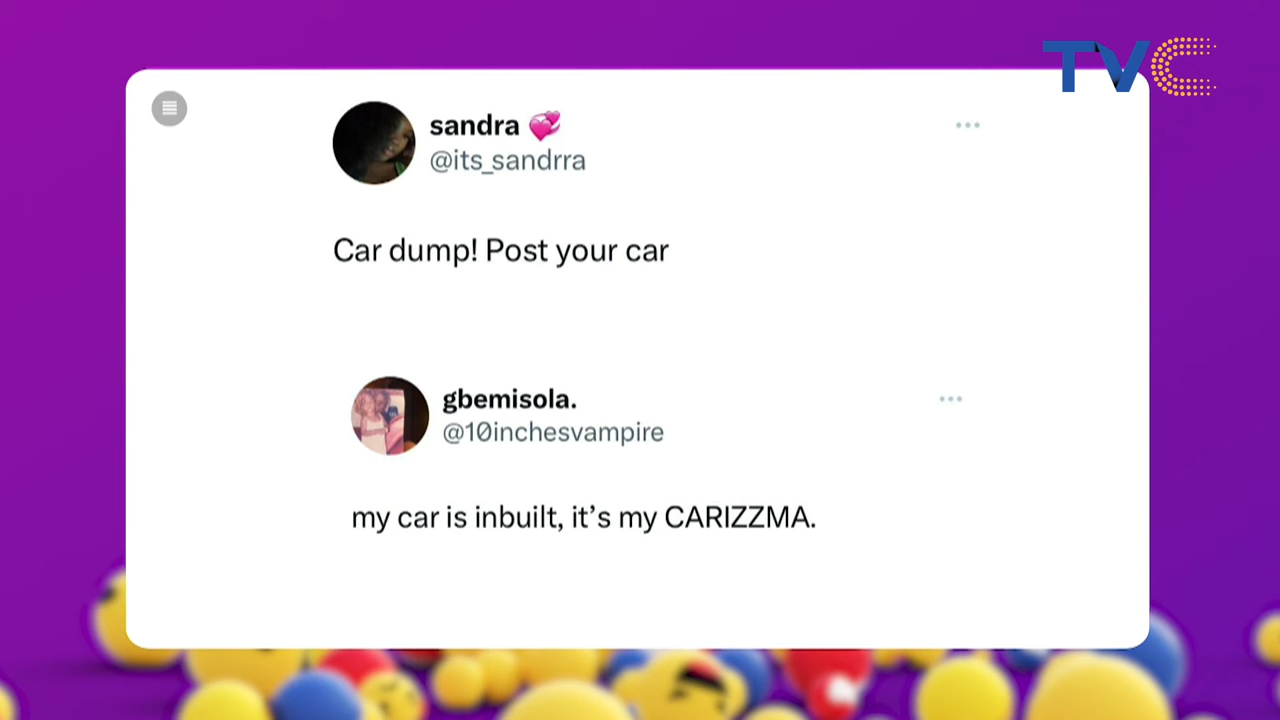 TVC
sandra 💞
@its_sandrra
Car dump! Post your car
gbemisola.
@10inchesvampire
my car is inbuilt, it’s my CARIZZMA.